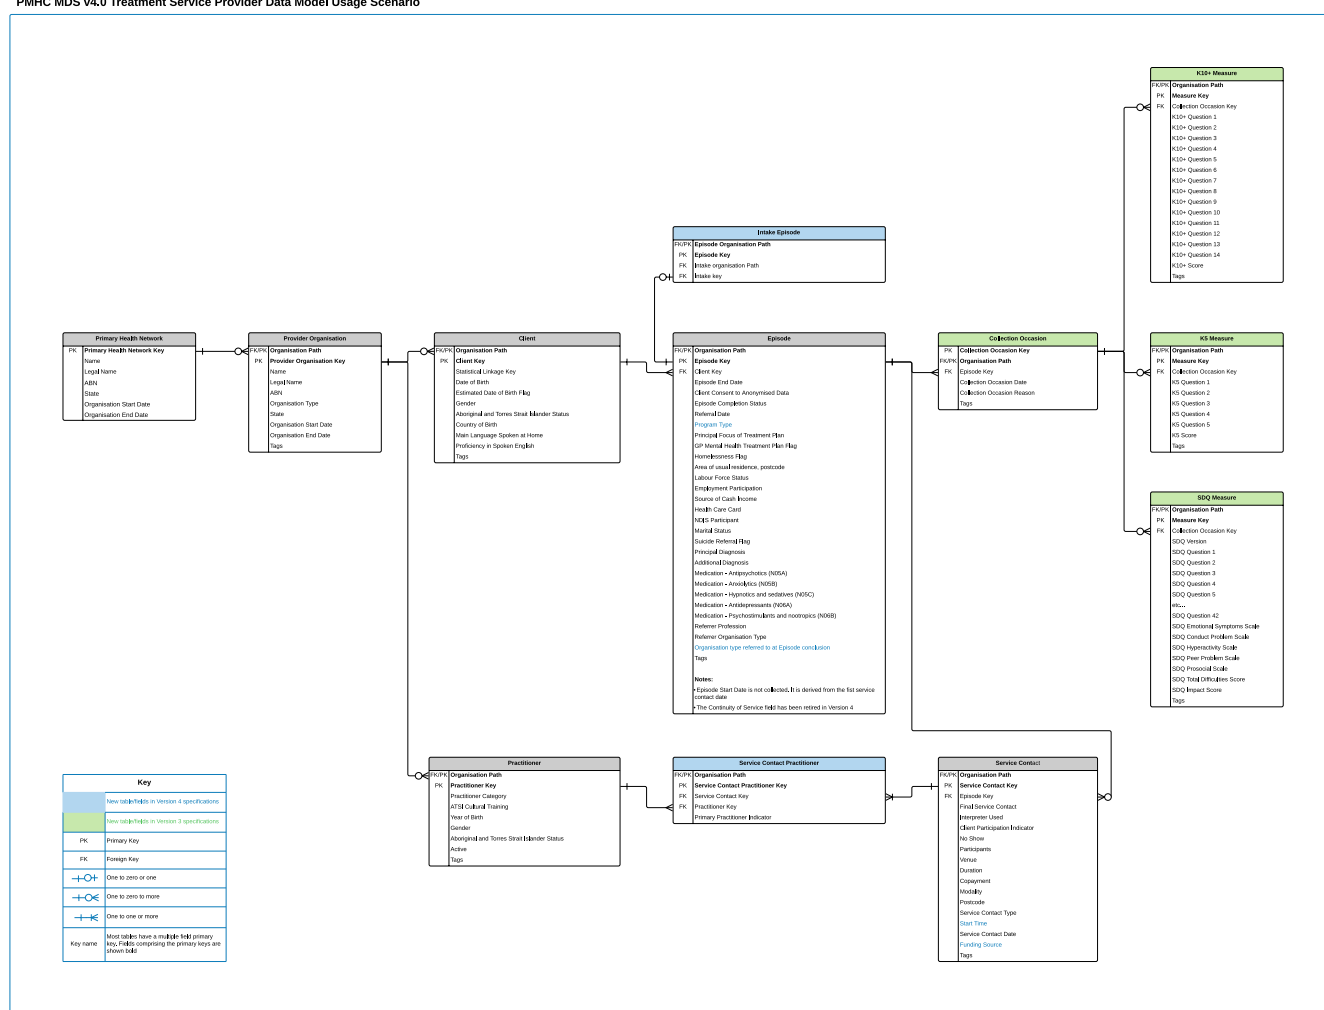 PMHC MDS v4.0 Treatment Service Provider Data Model Usage Scenario
K10+ Measure
FK/PK Organisation Path
PK Measure Key
FK Collection Occasion Key
K10+ Question 1
K10+ Question 2
K10+ Question 3
K10+ Question 4
K10+ Question 5
K10+ Question 6
K10+ Question 7
K10+ Question 8
K10+ Question 9
K10+ Question 10
K10+ Question 11
K10+ Question 12
K10+ Question 13
K10+ Question 14
K10+ Score
Tags
Intake Episode
FK/PK Episode Organisation Path
PK Episode Key
FK Intake organisation Path
FK Intake key
Primary Health Network
PK Primary Health Network Key
Name
Legal Name
ABN
State
Organisation Start Date
Organisation End Date
Provider Organisation
FK/PK Organisation Path
PK Provider Organisation Key
Name
Legal Name
ABN
Organisation Type
State
Organisation Start Date
Organisation End Date
Tags
Client
FK/PK Organisation Path
PK Client Key
Statistical Linkage Key
Date of Birth
Estimated Date of Birth Flag
Gender
Aboriginal and Torres Strait Islander Status
Country of Birth
Main Language Spoken at Home
Proficiency in Spoken English
Tags
Episode
FK/PK Organisation Path
PK Episode Key
FK Client Key
Episode End Date
Client Consent to Anonymised Data
Episode Completion Status
Referral Date
Program Type
Principal Focus of Treatment Plan
GP Mental Health Treatment Plan Flag
Homelessness Flag
Area of usual residence, postcode
Labour Force Status
Employment Participation
Source of Cash Income
Health Care Card
NDIS Participant
Marital Status
Suicide Referral Flag
Principal Diagnosis
Additional Diagnosis
Medication - Antipsychotics (N05A)
Medication - Anxiolytics (N05B)
Medication - Hypnotics and sedatives (N05C)
Medication - Antidepressants (N06A)
Medication - Psychostimulants and nootropics (N06B)
Referrer Profession
Referrer Organisation Type
Organisation type referred to at Episode conclusion
Tags
Notes:
• Episode Start Date is not collected. It is derived from the fist service
contact date
• The Continuity of Service field has been retired in Version 4
Collection Occasion
PK Collection Occasion Key
FK/PK Organisation Path
FK Episode Key
Collection Occasion Date
Collection Occasion Reason
Tags
K5 Measure
FK/PK Organisation Path
PK Measure Key
FK Collection Occasion Key
K5 Question 1
K5 Question 2
K5 Question 3
K5 Question 4
K5 Question 5
K5 Score
Tags
SDQ Measure
FK/PK Organisation Path
PK Measure Key
FK Collection Occasion Key
SDQ Version
SDQ Question 1
SDQ Question 2
SDQ Question 3
SDQ Question 4
SDQ Question 5
etc...
SDQ Question 42
SDQ Emotional Symptoms Scale
SDQ Conduct Problem Scale
SDQ Hyperactivity Scale
SDQ Peer Problem Scale
SDQ Prosocial Scale
SDQ Total Difficulties Score
SDQ Impact Score
Tags
Practitioner
FK/PK Organisation Path
PK Practitioner Key
Practitioner Category
ATSI Cultural Training
Year of Birth
Gender
Aboriginal and Torres Strait Islander Status
Active
Tags
Service Contact Practitioner
FK/PK Organisation Path
PK Service Contact Practitioner Key
FK Service Contact Key
FK Practitioner Key
Primary Practitioner Indicator
Service Contact
FK/PK Organisation Path
PK Service Contact Key
FK Episode Key
Final Service Contact
Interpreter Used
Client Participation Indicator
No Show
Participants
Venue
Duration
Copayment
Modality
Postcode
Service Contact Type
Start Time
Service Contact Date
Funding Source
Tags
Key
New table/fields in Version 4 specifications
New table/fields in Version 3 specifications
PK Primary Key
FK Foreign Key
One to zero or one
One to zero to more
One to one or more
Key name Most tables have a multiple field primary
key. Fields comprising the primary keys are
shown bold